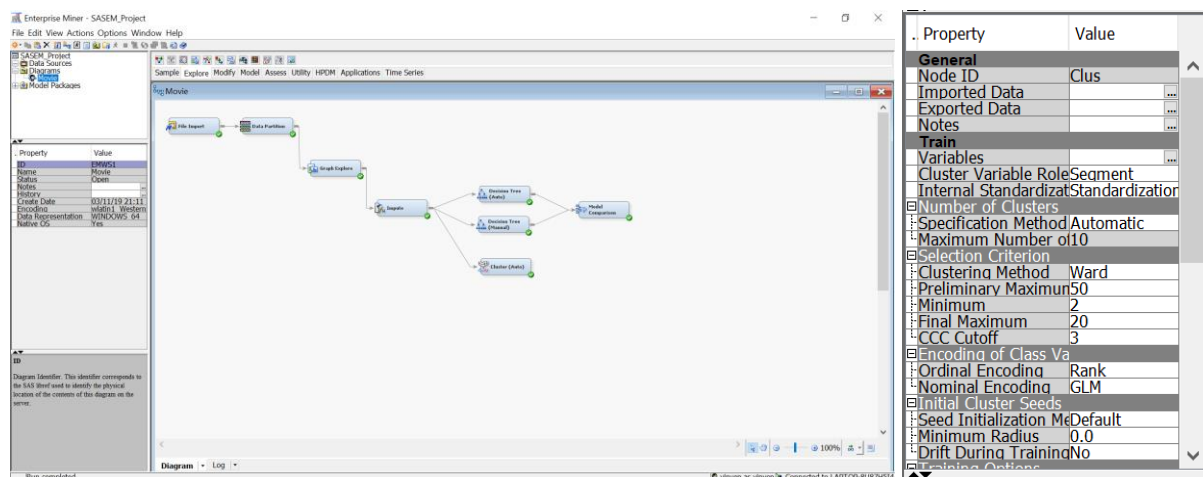 Enterprise Miner - SASEM_Project
File Edit View Actions Options Window Help
SASEM_Project
Data Sources
Diagrams
Movie
Model Packages
Sample Explore Modify Model Assess Utility HPDM Applications Time Series
Movie
File Import
Data Partition
Graph Explore
Impute
Decision Tree
(Auto)
Decision Tree
(Manual)
Model
Comparison
Cluster (Auto)
. Property Value
ID EMWS1
Name Movie
Status Open
Notes
History
Create Date 03/11/19 21:11
Encoding wlatin1 Western
Data Representation WINDOWS_64
Native OS Yes
ID
Diagram Identifier. This identifier corresponds to
the SAS libref used to identify the physical
location of the contents of this diagram on the
server.
100%
Diagram Log
Run completed
. Property Value
General
Node ID Clus
Imported Data ...
Exported Data ...
Notes ...
Train
Variables ...
Cluster Variable Role Segment
Internal Standardizat Standardization
Number of Clusters
Specification Method Automatic
Maximum Number of 10
Selection Criterion
Clustering Method Ward
Preliminary Maximum 50
Minimum 2
Final Maximum 20
CCC Cutoff 3
Encoding of Class Va
Ordinal Encoding Rank
Nominal Encoding GLM
Initial Cluster Seeds
Seed Initialization Me Default
Minimum Radius 0.0
Drift During Training No
Training Options